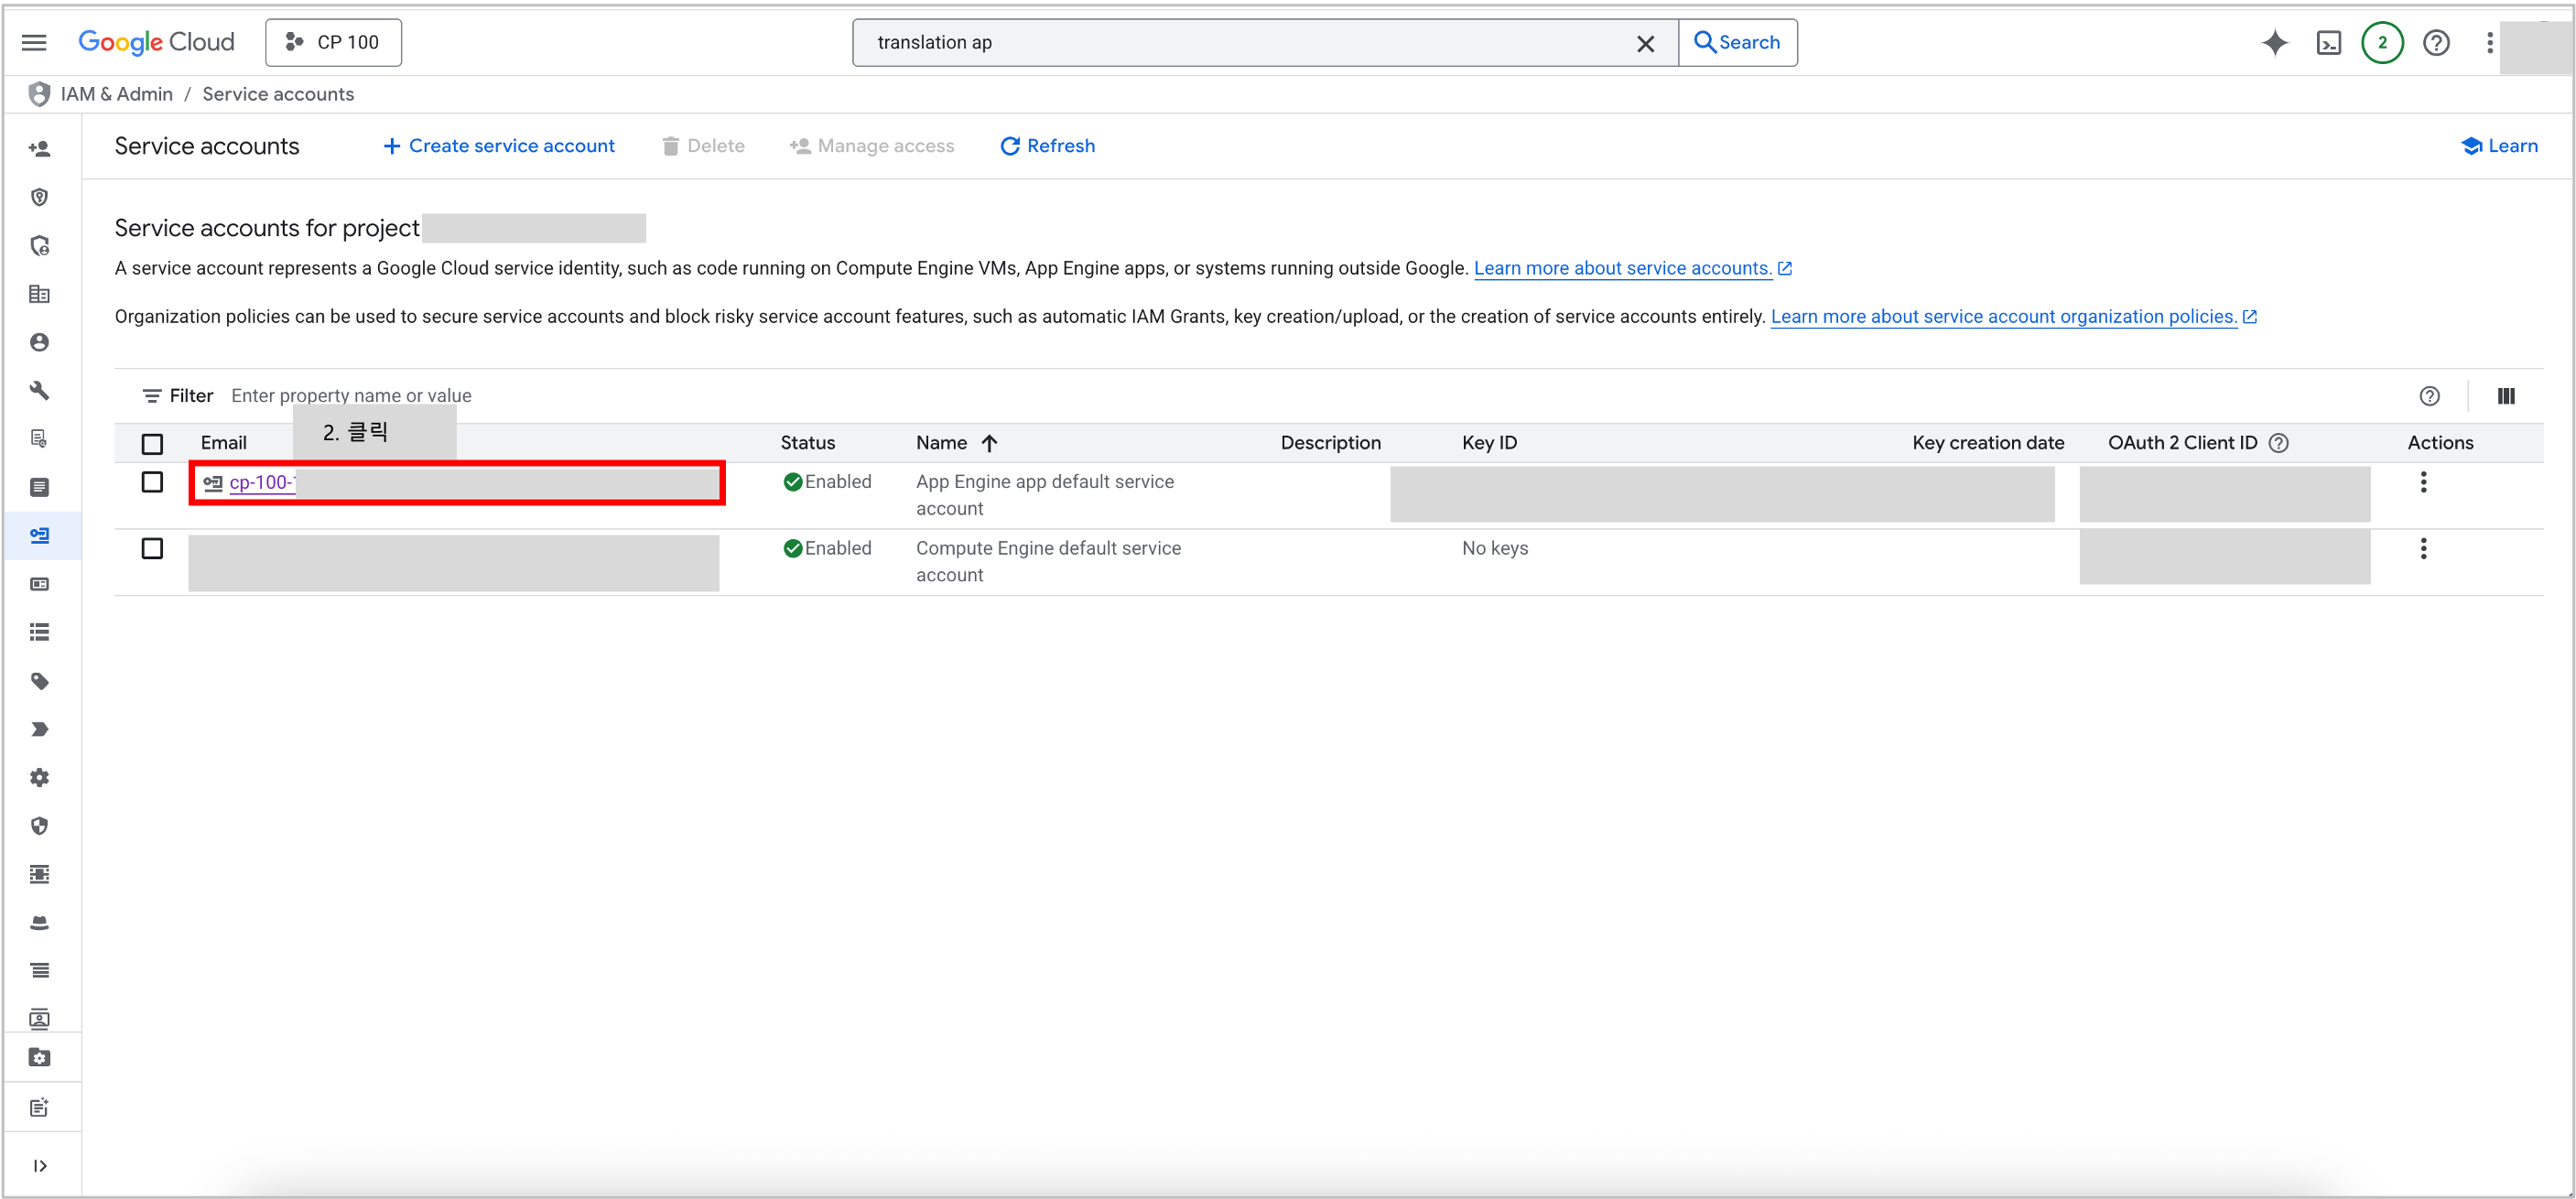 Google Cloud
CP 100
translation ap
Search
2
IAM & Admin / Service accounts
Service accounts
Create service account
Delete
Manage access
Refresh
Learn
Service accounts for project
A service account represents a Google Cloud service identity, such as code running on Compute Engine VMs, App Engine apps, or systems running outside Google. Learn more about service accounts.
Organization policies can be used to secure service accounts and block risky service account features, such as automatic IAM Grants, key creation/upload, or the creation of service accounts entirely. Learn more about service account organization policies.
Filter Enter property name or value
2. 클릭
Email Status Name Description Key ID Key creation date OAuth 2 Client ID Actions
cp-100- Enabled App Engine app default service
account
Enabled Compute Engine default service No keys
account